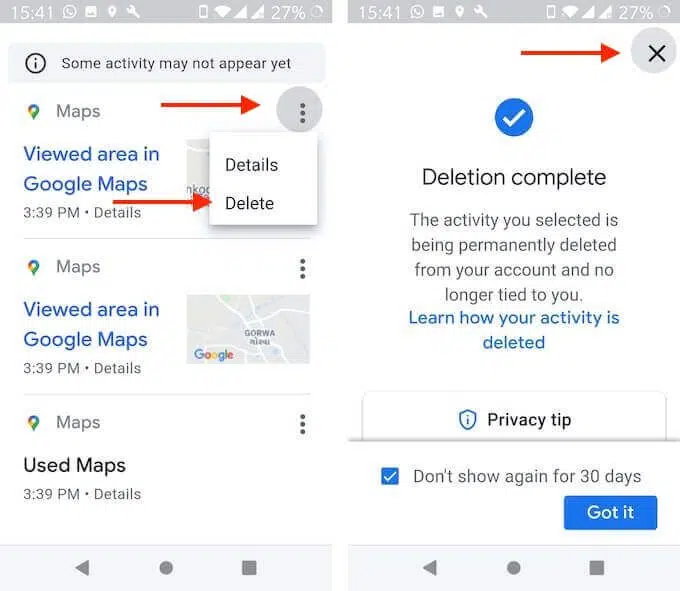 15:41 27%
Some activity may not appear yet
Maps
Viewed area in
Google Maps
3:39 PM • Details
Details
Delete
Maps
Viewed area in
Google Maps
3:39 PM • Details
GORWA
ગોરવા
Google
Maps
Used Maps
3:39 PM • Details
15:41 27%
Deletion complete
The activity you selected is
being permanently deleted
from your account and no
longer tied to you.
Learn how your activity is
deleted
Privacy tip
Don't show again for 30 days
Got it